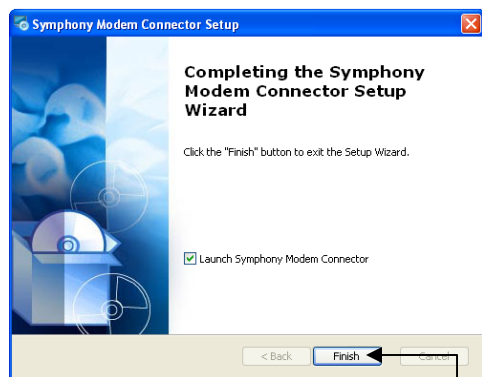 Symphony Modem Connector Setup
Completing the Symphony
Modem Connector Setup
Wizard
Click the "Finish" button to exit the Setup Wizard.
Launch Symphony Modem Connector
< Back Finish Cancel